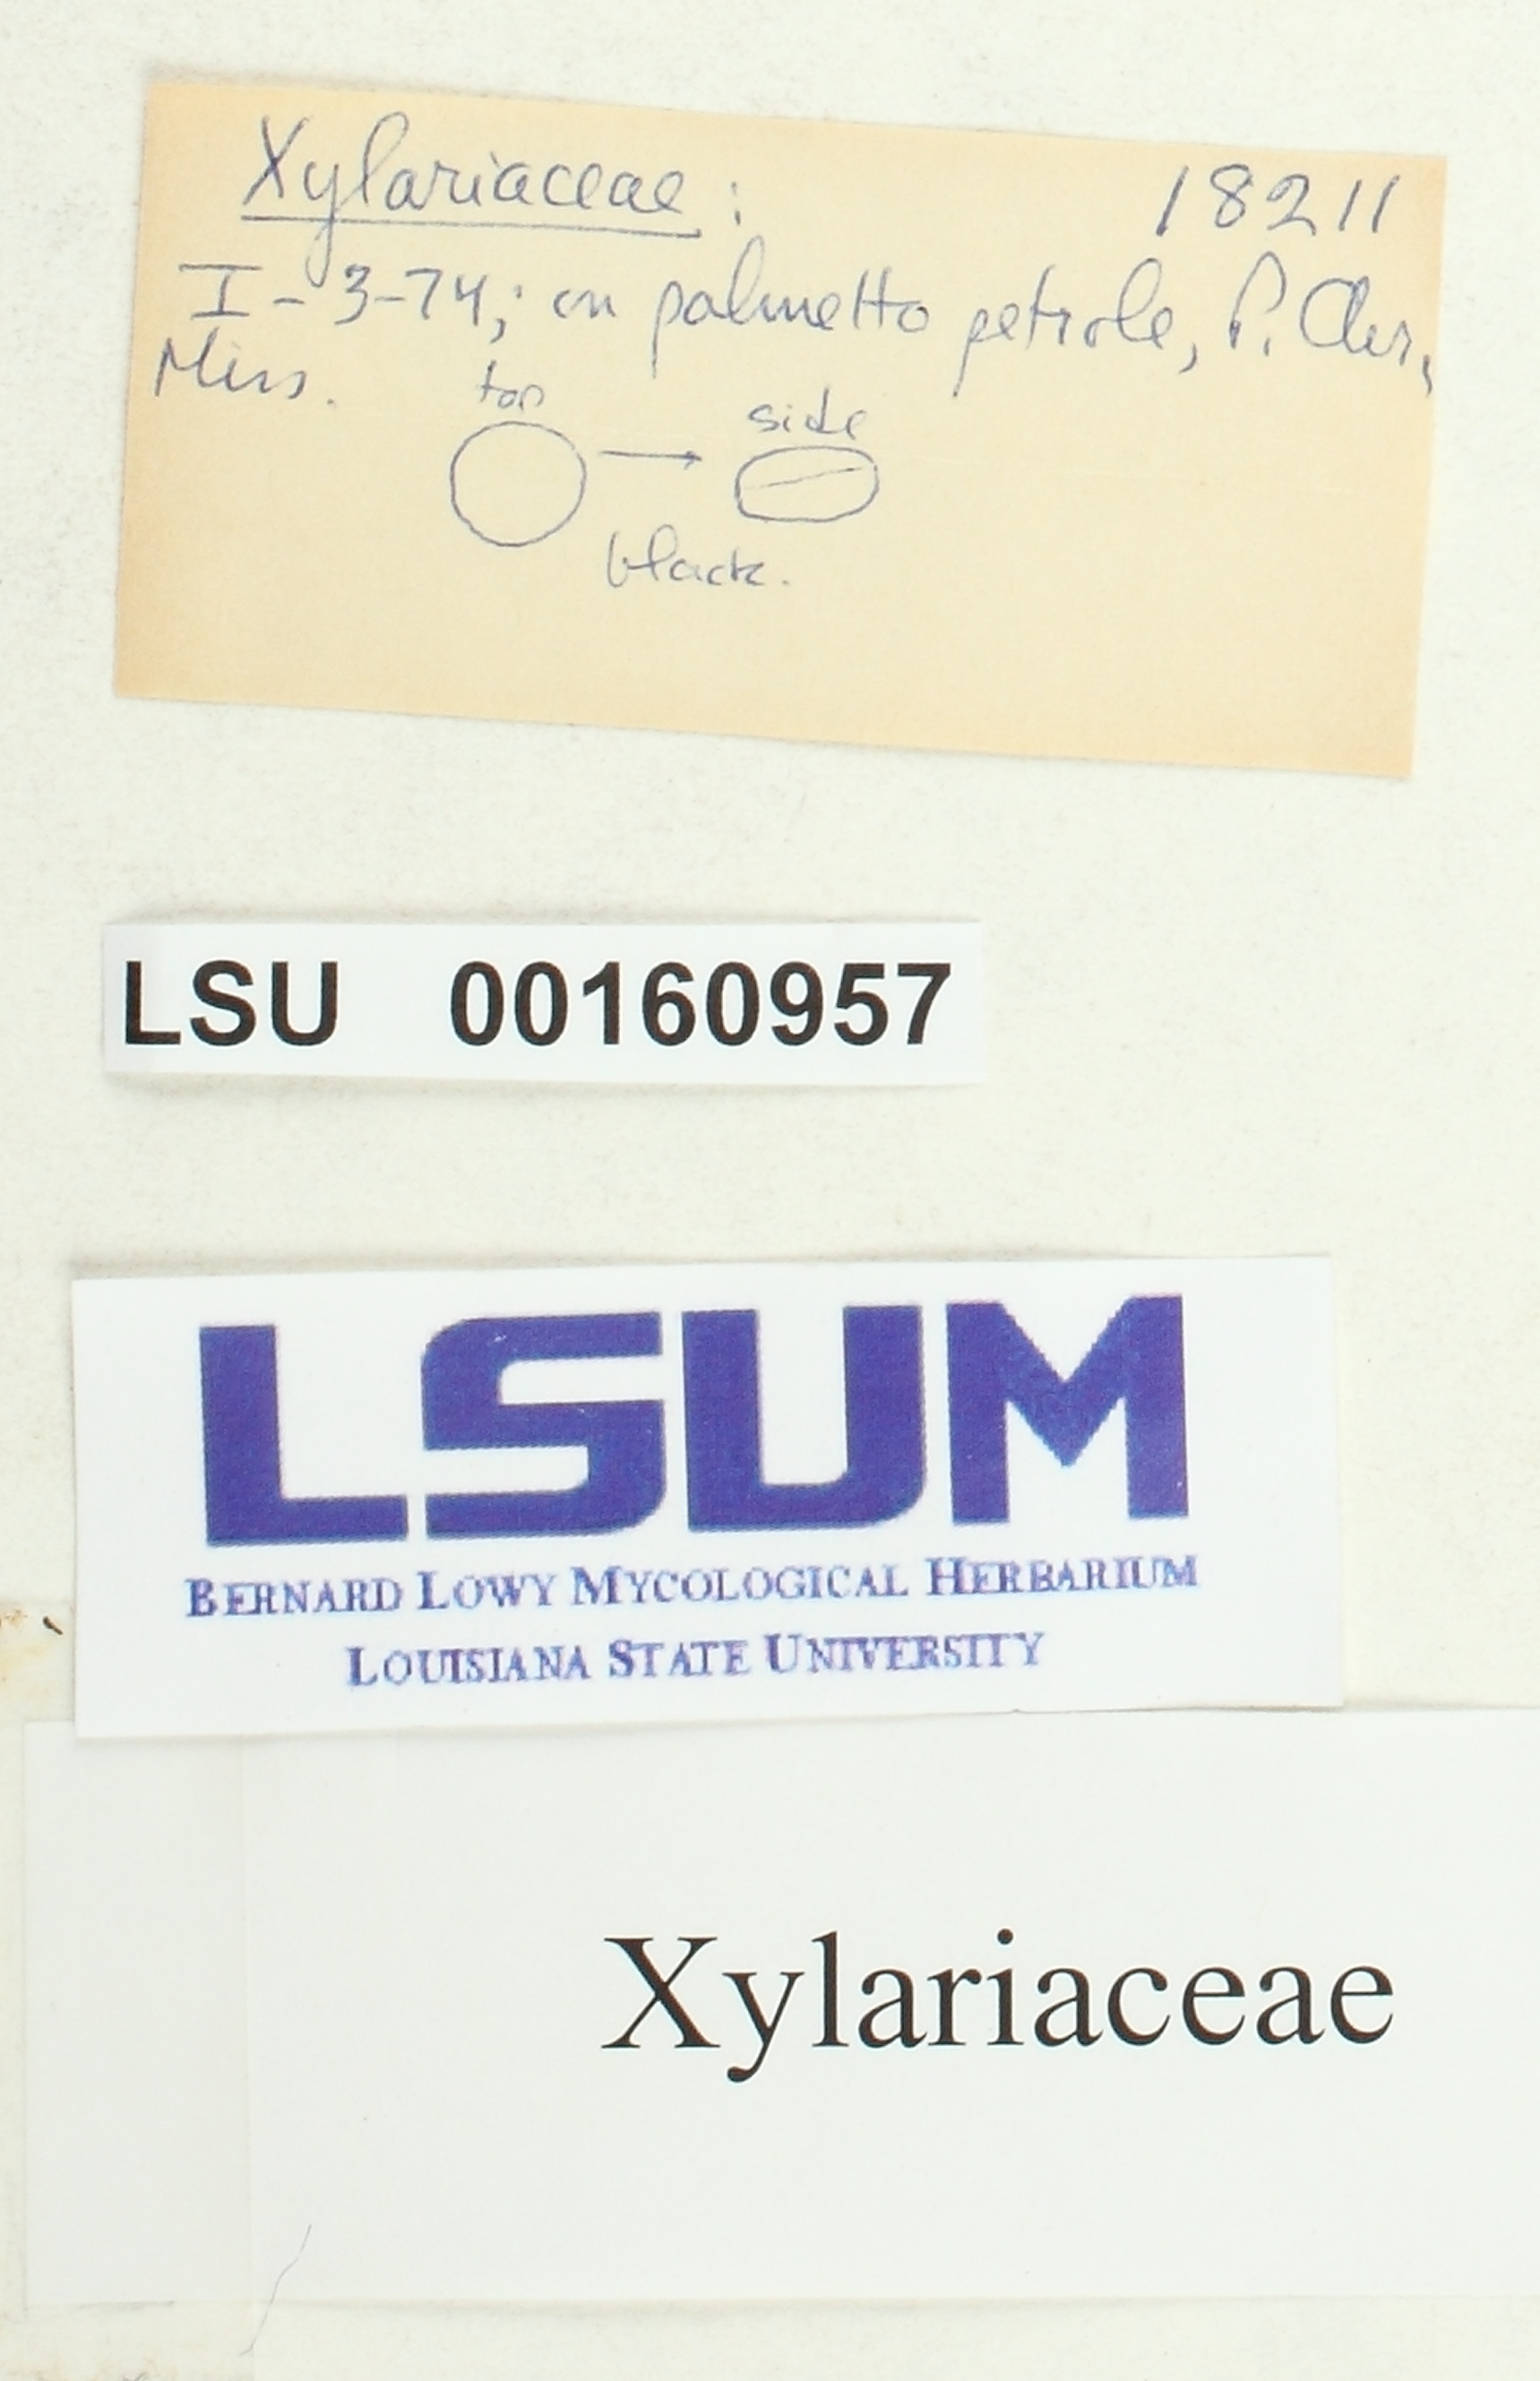 Xylariaceae : 18211
I-3-74; on palmetto petiole, P. Chr,
Miss.
top side
black.
LSU 00160957
LSUM
BERNARD LOWY MYCOLOGICAL HERBARIUM
LOUISIANA STATE UNIVERSITY
Xylariaceae